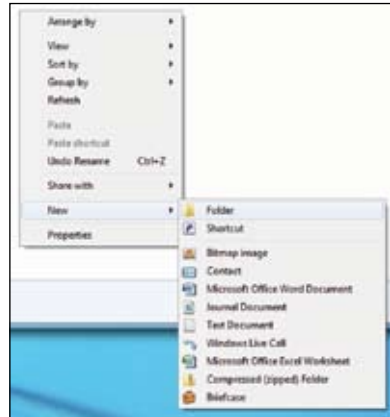 Arrange by
View
Sort by
Group by
Refresh
Paste
Paste shortcut
Undo Rename Ctrl+Z
Share with
New
Properties
Folder
Shortcut
Bitmap image
Contact
Microsoft Office Word Document
Journal Document
Text Document
Windows Live Call
Microsoft Office Excel Worksheet
Compressed (zipped) Folder
Briefcase